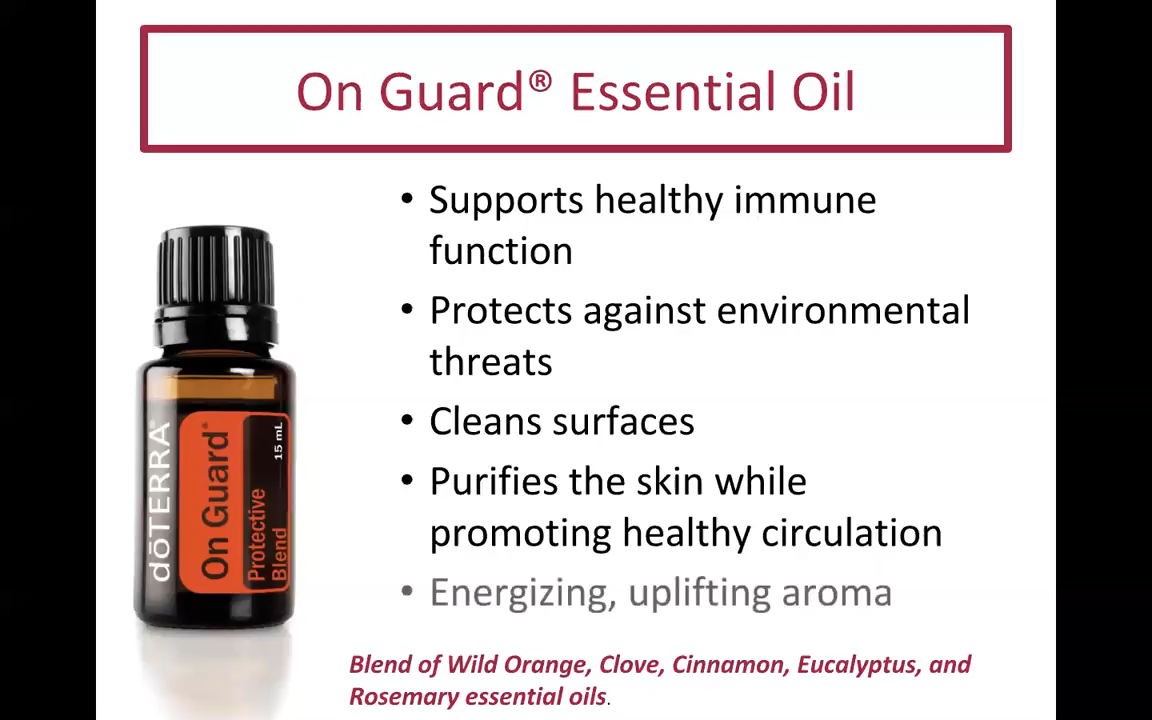 On Guard® Essential Oil
• Supports healthy immune
function
• Protects against environmental
threats
• Cleans surfaces
• Purifies the skin while
promoting healthy circulation
• Energizing, uplifting aroma
Blend of Wild Orange, Clove, Cinnamon, Eucalyptus, and
Rosemary essential oils.
dōTERRA®
On Guard®
Protective
Blend
15 mL